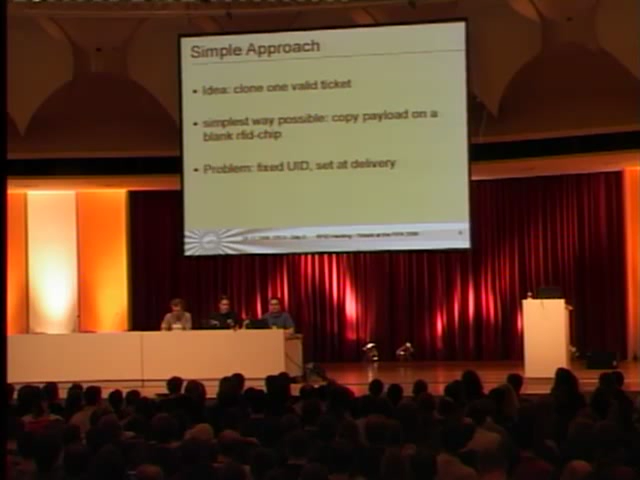 Simple Approach
• Idea: clone one valid ticket
• simplest way possible: copy payload on a
blank rfid-chip
• Problem: fixed UID, set at delivery